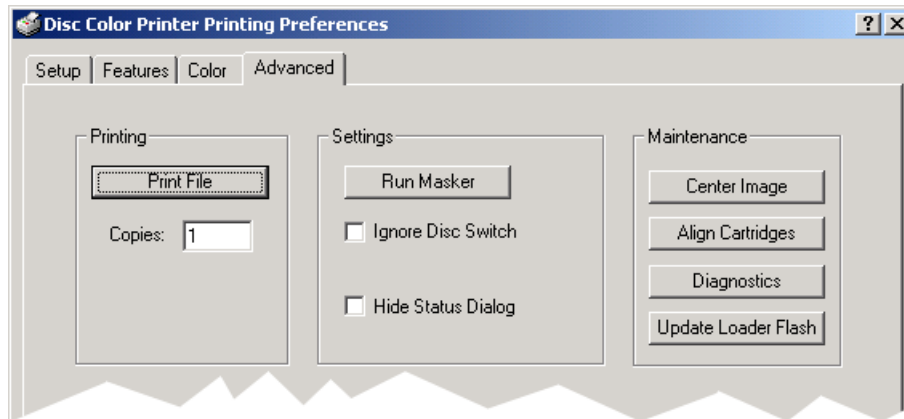 Disc Color Printer Printing Preferences
Setup
Features
Color
Advanced
Printing
Print File
Copies: 1
Settings
Run Masker
Ignore Disc Switch
Hide Status Dialog
Maintenance
Center Image
Align Cartridges
Diagnostics
Update Loader Flash